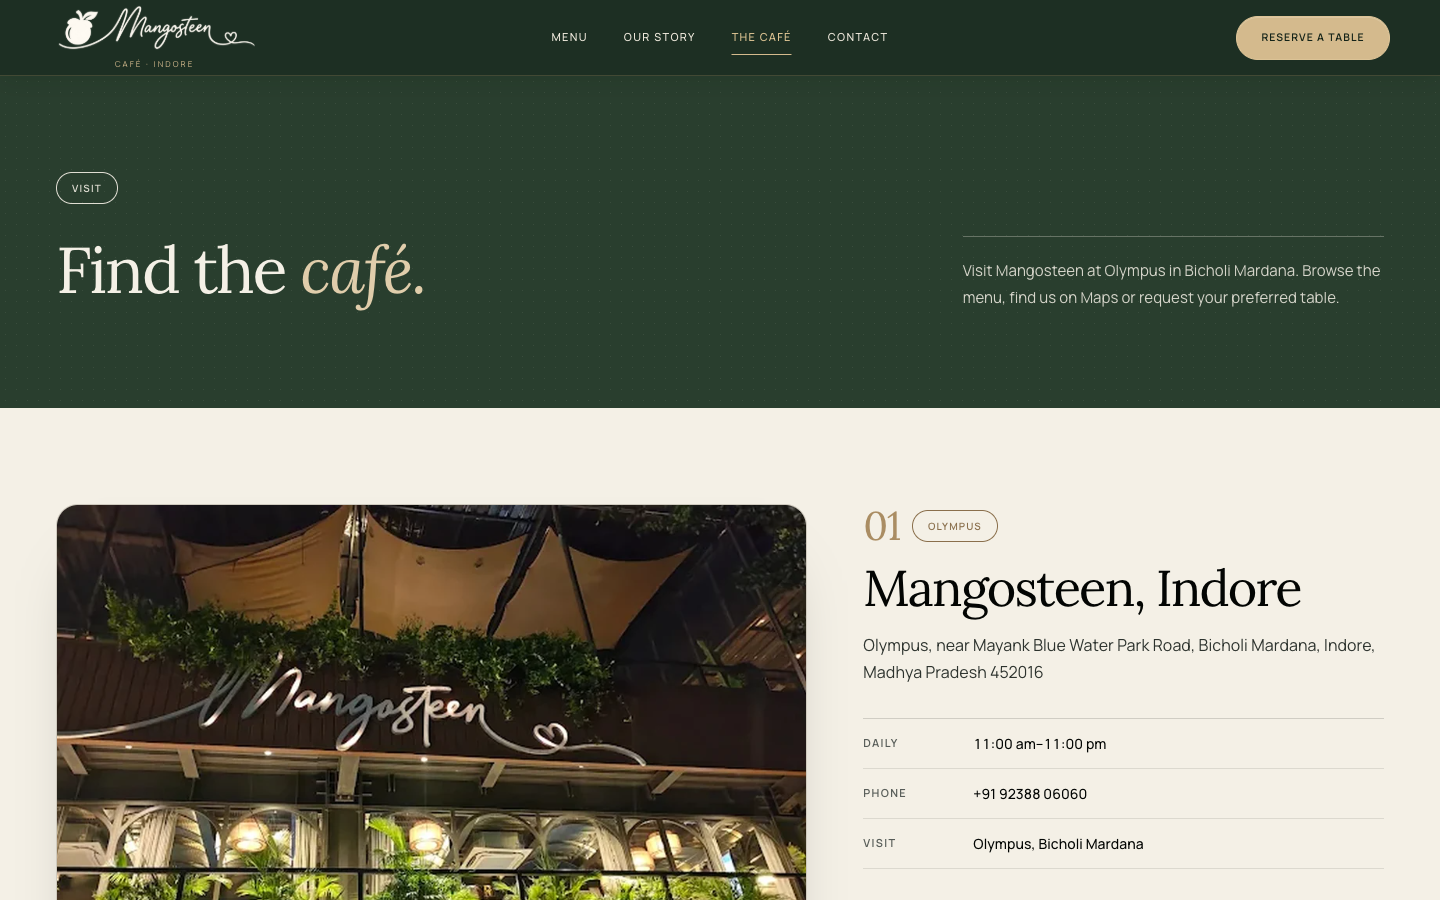 Mangosteen
CAFÉ · INDORE
MENU
OUR STORY
THE CAFÉ
CONTACT
RESERVE A TABLE
VISIT
Find the café.
Visit Mangosteen at Olympus in Bicholi Mardana. Browse the
menu, find us on Maps or request your preferred table.
Mangosteen
01
OLYMPUS
Mangosteen, Indore
Olympus, near Mayank Blue Water Park Road, Bicholi Mardana, Indore,
Madhya Pradesh 452016
DAILY 11:00 am–11:00 pm
PHONE +91 92388 06060
VISIT Olympus, Bicholi Mardana